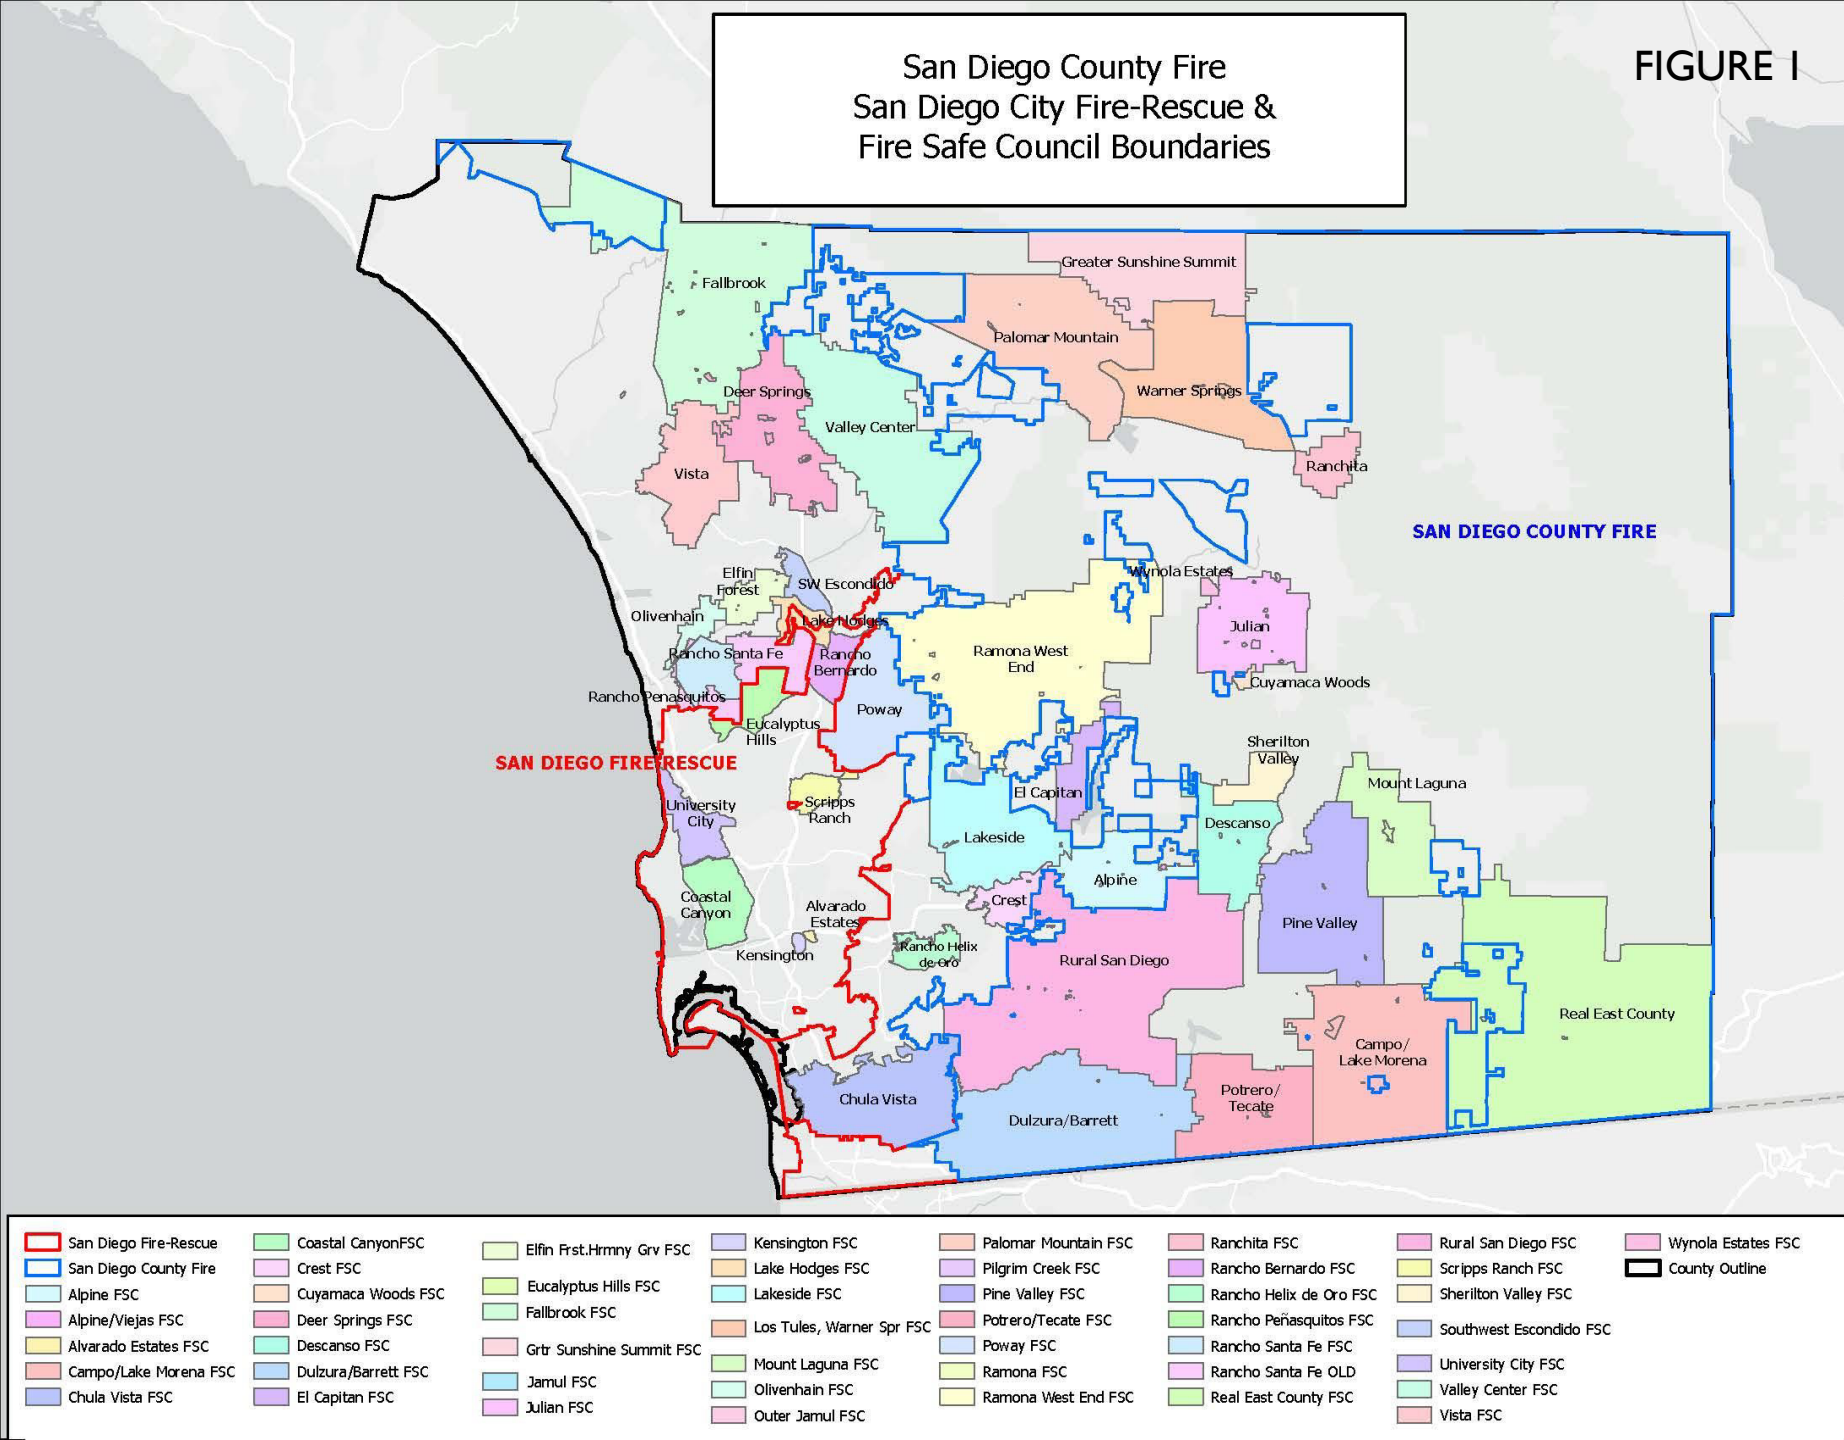 San Diego County Fire
San Diego City Fire-Rescue &
Fire Safe Council Boundaries
FIGURE 1
Greater Sunshine Summit
Fallbrook
Palomar Mountain
Deer Springs
Warner Springs
Valley Center
Vista
Ranchita
SAN DIEGO COUNTY FIRE
Elfin
Forest
SW Escondido
Wynola Estates
Olivenhain
Lake Hodges
Julian
Rancho Santa Fe
Rancho
Bernardo
Ramona West
End
Cuyamaca Woods
Rancho Penasquitos
Poway
Eucalyptus
Hills
SAN DIEGO FIRE-RESCUE
Sherilton
Valley
Mount Laguna
El Capitan
University
City
Scripps
Ranch
Descanso
Lakeside
Alpine
Coastal
Canyon
Crest
Alvarado
Estates
Pine Valley
Kensington
Rancho Helix
de Oro
Rural San Diego
Real East County
Campo/
Lake Morena
Chula Vista
Potrero/
Tecate
Dulzura/Barrett
San Diego Fire-Rescue
San Diego County Fire
Alpine FSC
Alpine/Viejas FSC
Alvarado Estates FSC
Campo/Lake Morena FSC
Chula Vista FSC
Coastal CanyonFSC
Crest FSC
Cuyamaca Woods FSC
Deer Springs FSC
Descanso FSC
Dulzura/Barrett FSC
El Capitan FSC
Elfin Frst.Hrmny Grv FSC
Eucalyptus Hills FSC
Fallbrook FSC
Grtr Sunshine Summit FSC
Jamul FSC
Julian FSC
Kensington FSC
Lake Hodges FSC
Lakeside FSC
Los Tules, Warner Spr FSC
Mount Laguna FSC
Olivenhain FSC
Outer Jamul FSC
Palomar Mountain FSC
Pilgrim Creek FSC
Pine Valley FSC
Potrero/Tecate FSC
Poway FSC
Ramona FSC
Ramona West End FSC
Ranchita FSC
Rancho Bernardo FSC
Rancho Helix de Oro FSC
Rancho Peñasquitos FSC
Rancho Santa Fe FSC
Rancho Santa Fe OLD
Real East County FSC
Rural San Diego FSC
Scripps Ranch FSC
Sherilton Valley FSC
Southwest Escondido FSC
University City FSC
Valley Center FSC
Vista FSC
Wynola Estates FSC
County Outline